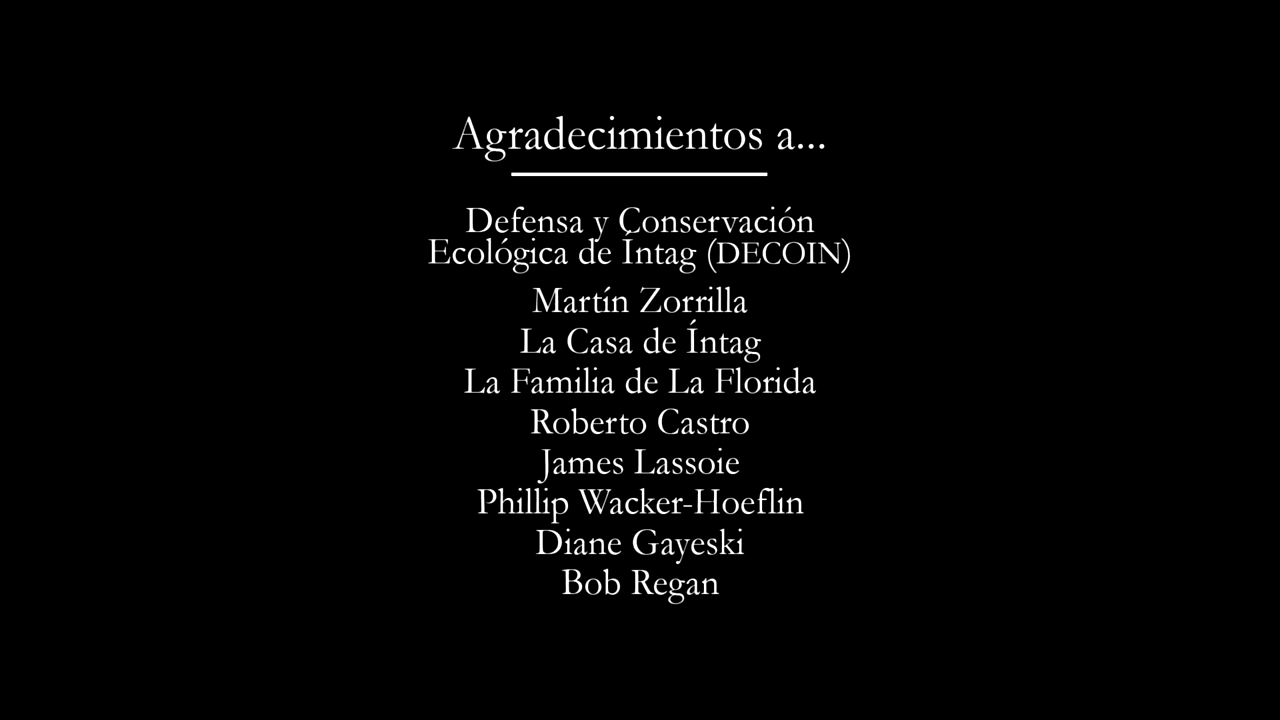 Agradecimientos a...
Defensa y Conservación
Ecológica de Íntag (DECOIN)
Martín Zorrilla
La Casa de Íntag
La Familia de La Florida
Roberto Castro
James Lassoie
Phillip Wacker-Hoeflin
Diane Gayeski
Bob Regan